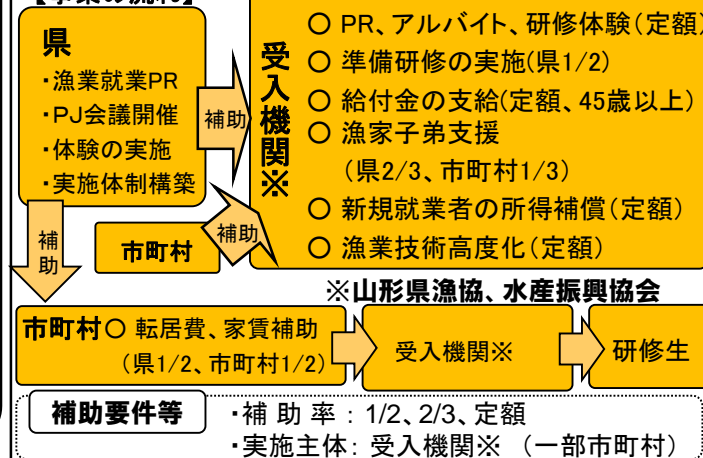 【事業の流れ】
県
・漁業就業PR
・PJ会議開催
・体験の実施
・実施体制構築
補助
受入機関※
○ PR、アルバイト、研修体験(定額)
○ 準備研修の実施(県1/2)
○ 給付金の支給(定額、45歳以上)
○ 漁家子弟支援
(県2/3、市町村1/3)
○ 新規就業者の所得補償(定額)
○ 漁業技術高度化(定額)
補助
市町村
補助
※山形県漁協、水産振興協会
市町村○ 転居費、家賃補助
(県1/2、市町村1/2)
受入機関※
研修生
補助要件等
・補 助 率 : 1/2、2/3、定額
・実施主体: 受入機関※ (一部市町村)